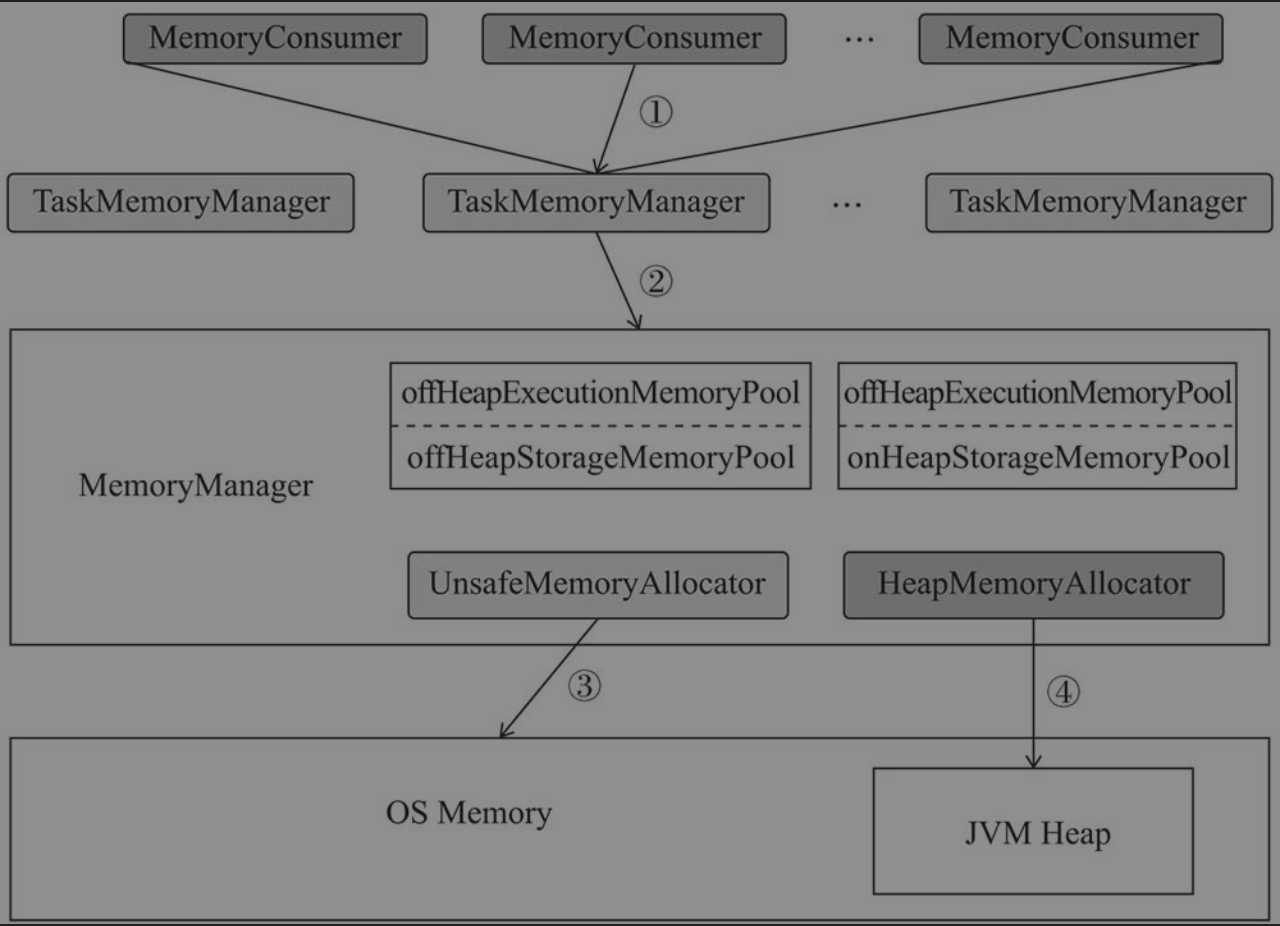 MemoryConsumer
MemoryConsumer
...
MemoryConsumer
①
TaskMemoryManager
TaskMemoryManager
...
TaskMemoryManager
②
offHeapExecutionMemoryPool
offHeapExecutionMemoryPool
offHeapStorageMemoryPool
onHeapStorageMemoryPool
MemoryManager
UnsafeMemoryAllocator
HeapMemoryAllocator
③
④
OS Memory
JVM Heap